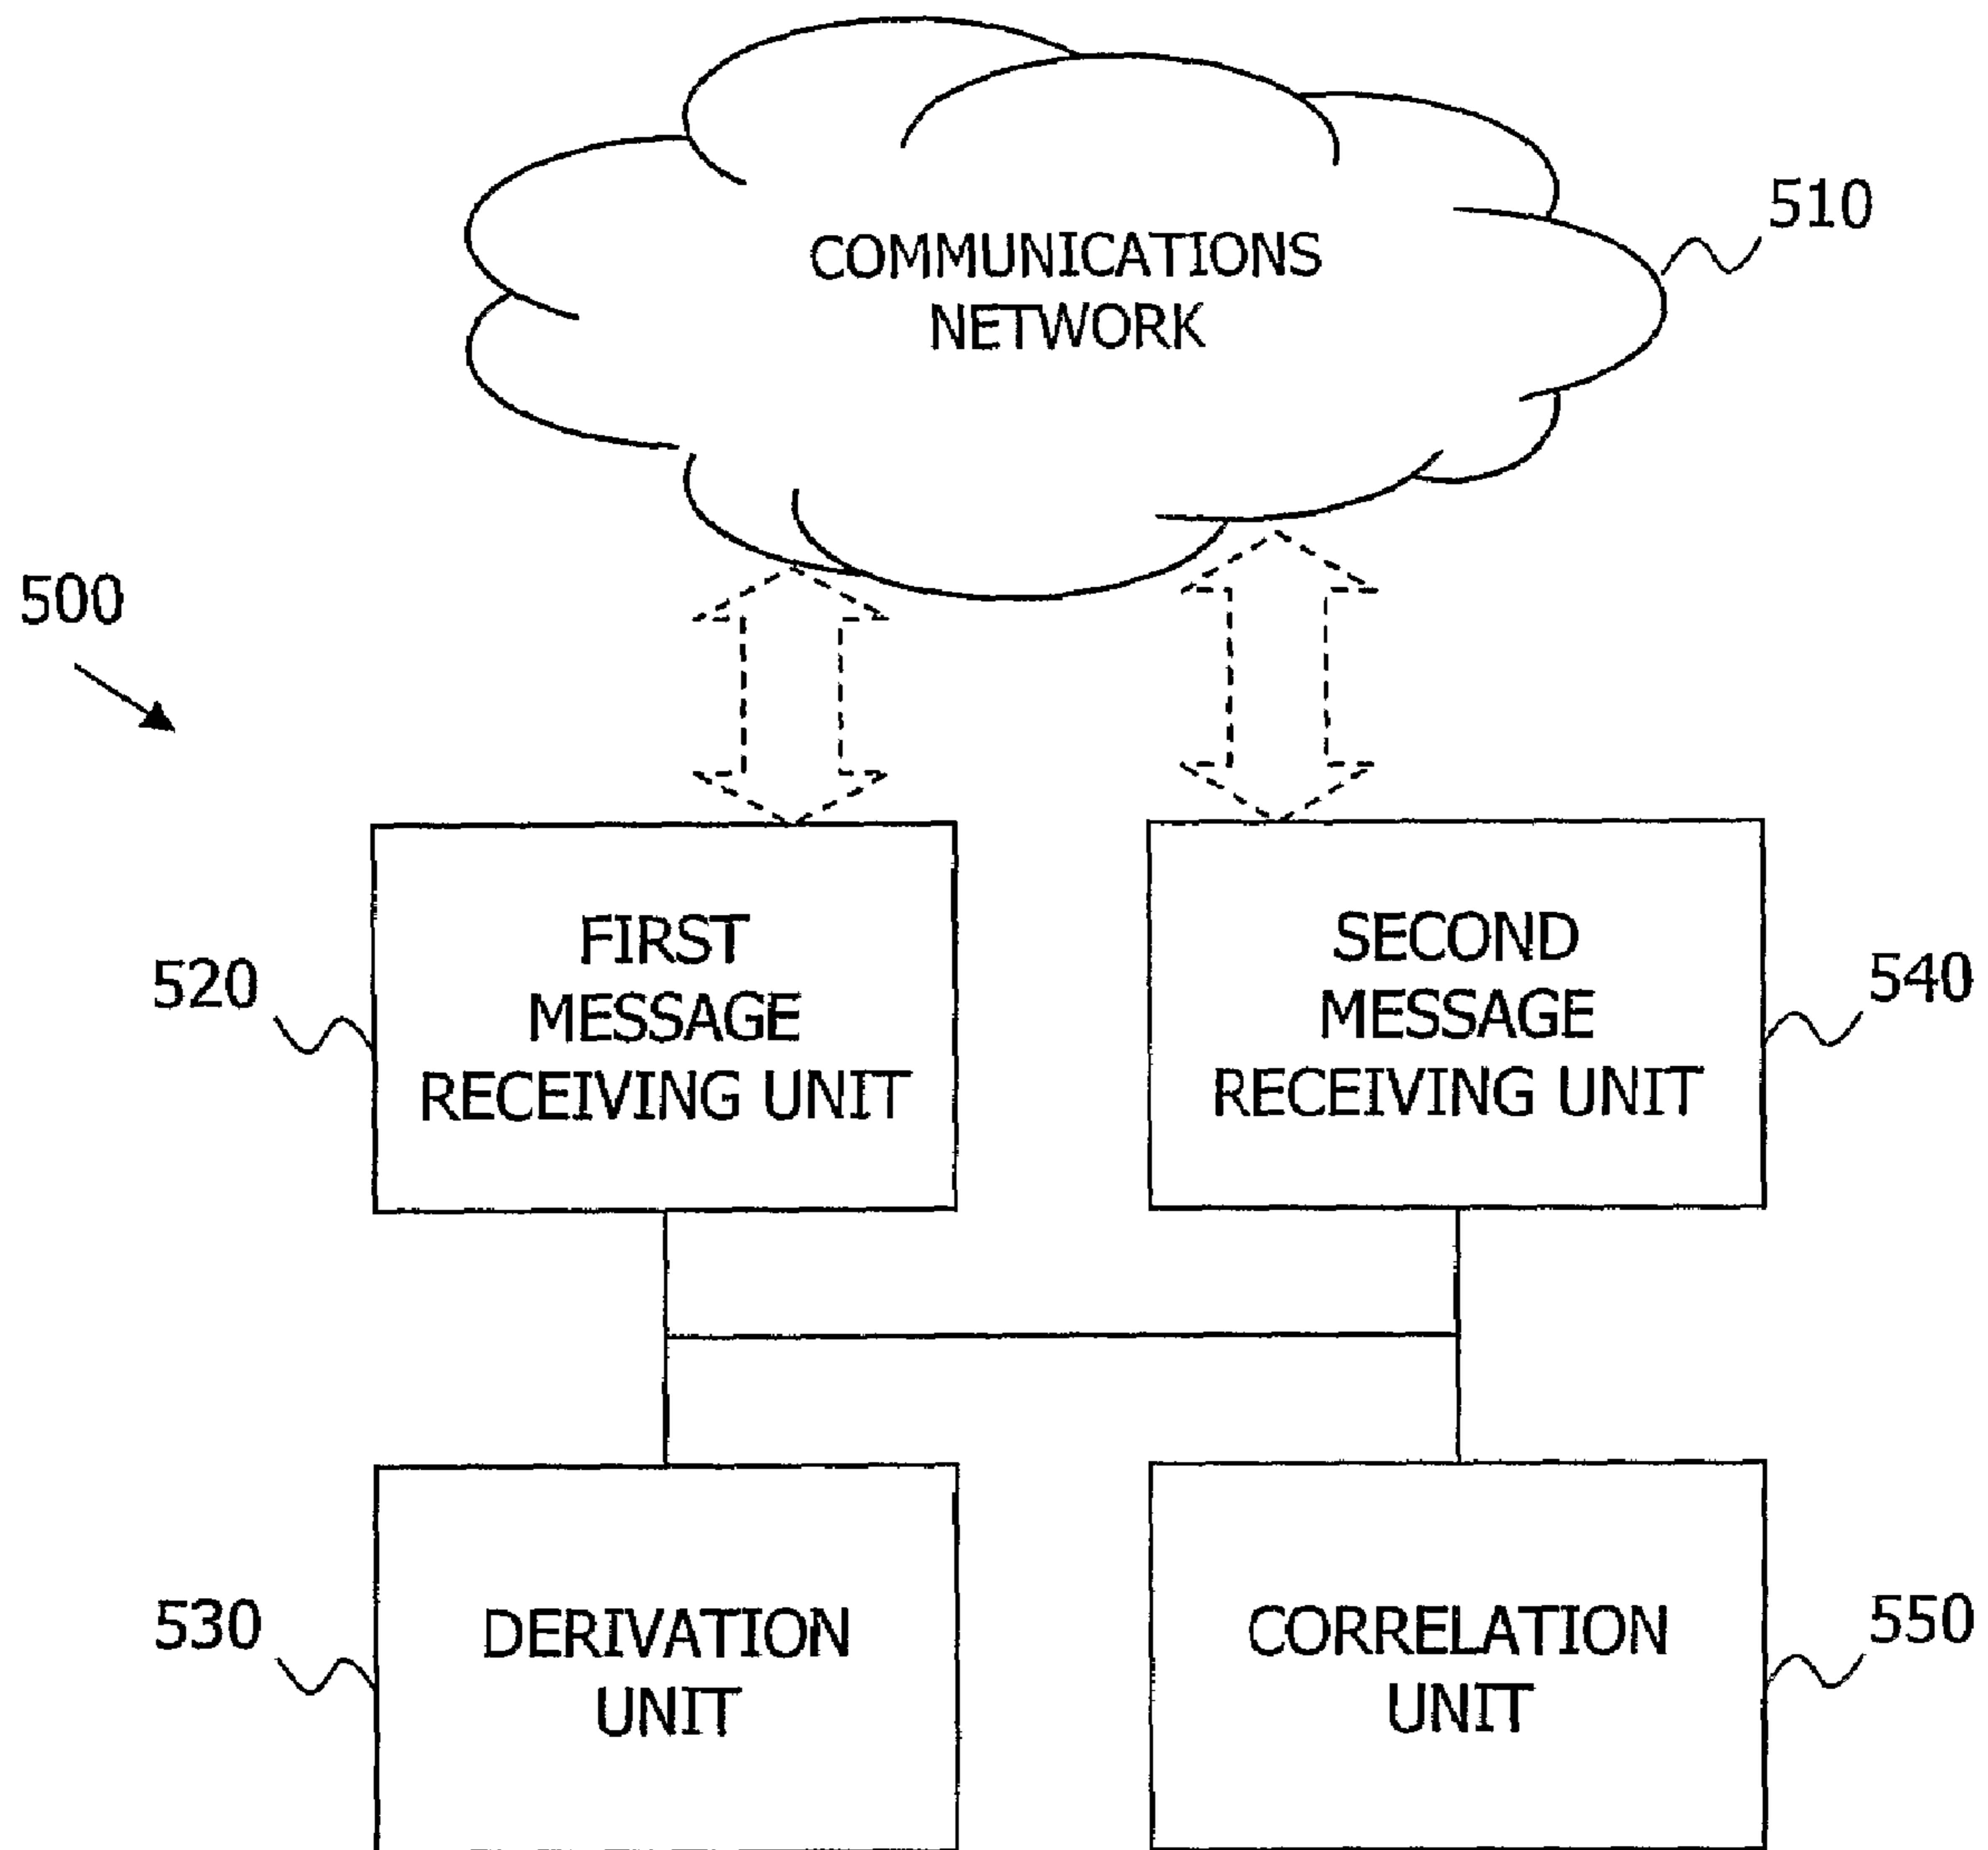 COMMUNICATIONS
NETWORK
510
500
FIRST
MESSAGE
RECEIVING UNIT
520
SECOND
MESSAGE
RECEIVING UNIT
540
DERIVATION
UNIT
530
CORRELATION
UNIT
550